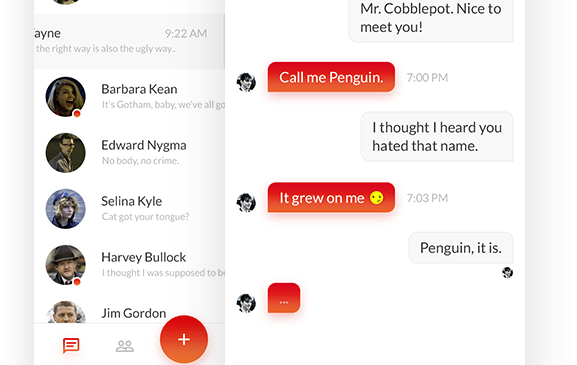 ayne
9:22 AM
the right way is also the ugly way..
Barbara Kean
It's Gotham, baby, we've all go
Edward Nygma
No body, no crime.
Selina Kyle
Cat got your tongue?
Harvey Bullock
I thought I was supposed to be
Jim Gordon
+
Mr. Cobblepot. Nice to
meet you!
Call me Penguin.
7:00 PM
I thought I heard you
hated that name.
It grew on me 😏
7:03 PM
Penguin, it is.
...